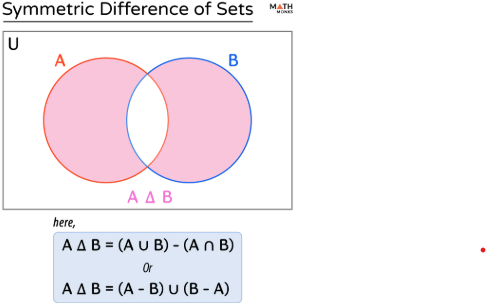 Symmetric Difference of Sets
MATH
MONKS
U
A
B
A Δ B
here,
A Δ B = (A ∪ B) - (A ∩ B)
Or
A Δ B = (A - B) ∪ (B - A)